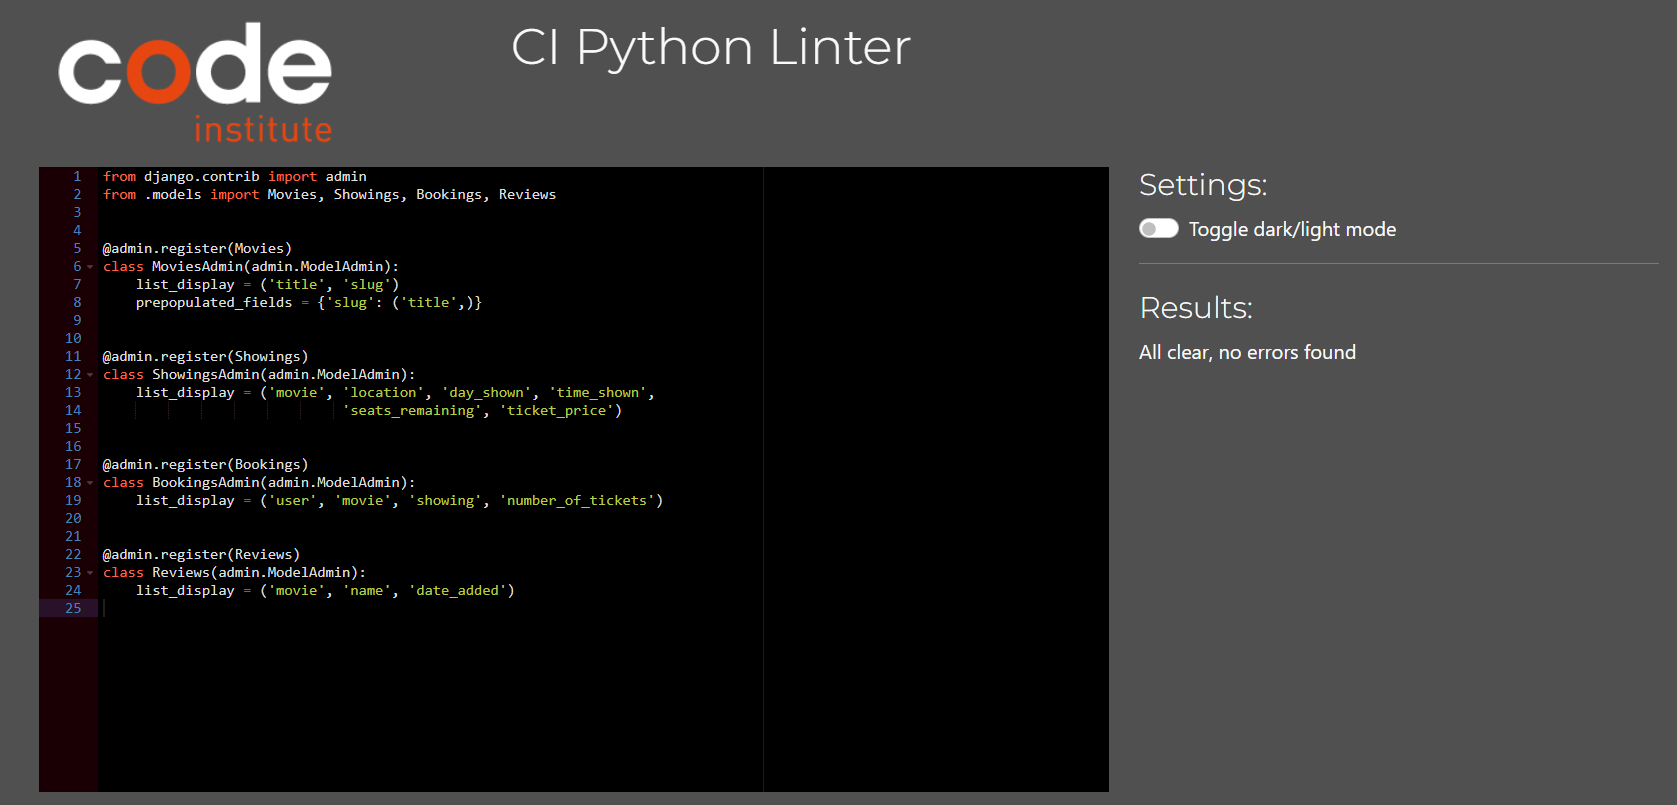 code
institute
CI Python Linter
1 from django.contrib import admin
2 from .models import Movies, Showings, Bookings, Reviews
3
4
5 @admin.register(Movies)
6 class MoviesAdmin(admin.ModelAdmin):
7     list_display = ('title', 'slug')
8     prepopulated_fields = {'slug': ('title',)}
9
10
11 @admin.register(Showings)
12 class ShowingsAdmin(admin.ModelAdmin):
13     list_display = ('movie', 'location', 'day_shown', 'time_shown',
14                             'seats_remaining', 'ticket_price')
15
16
17 @admin.register(Bookings)
18 class BookingsAdmin(admin.ModelAdmin):
19     list_display = ('user', 'movie', 'showing', 'number_of_tickets')
20
21
22 @admin.register(Reviews)
23 class Reviews(admin.ModelAdmin):
24     list_display = ('movie', 'name', 'date_added')
25
Settings:
Toggle dark/light mode
Results:
All clear, no errors found